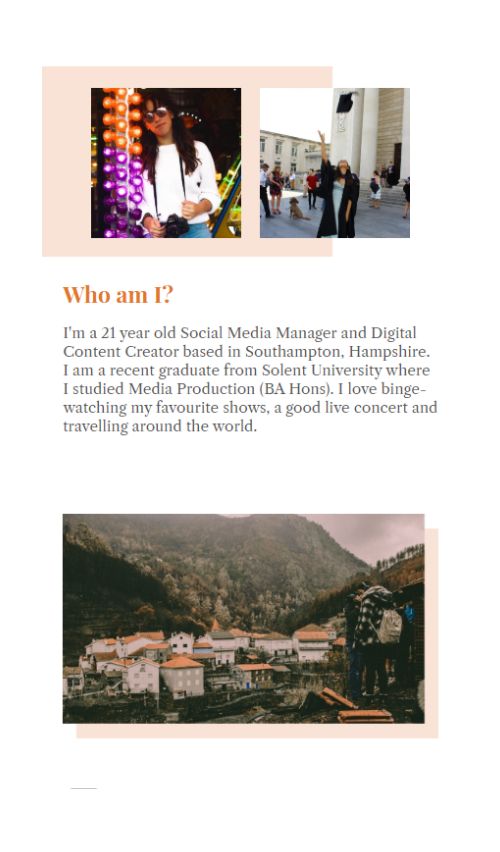 Who am I?
I'm a 21 year old Social Media Manager and Digital
Content Creator based in Southampton, Hampshire.
I am a recent graduate from Solent University where
I studied Media Production (BA Hons). I love binge-
watching my favourite shows, a good live concert and
travelling around the world.